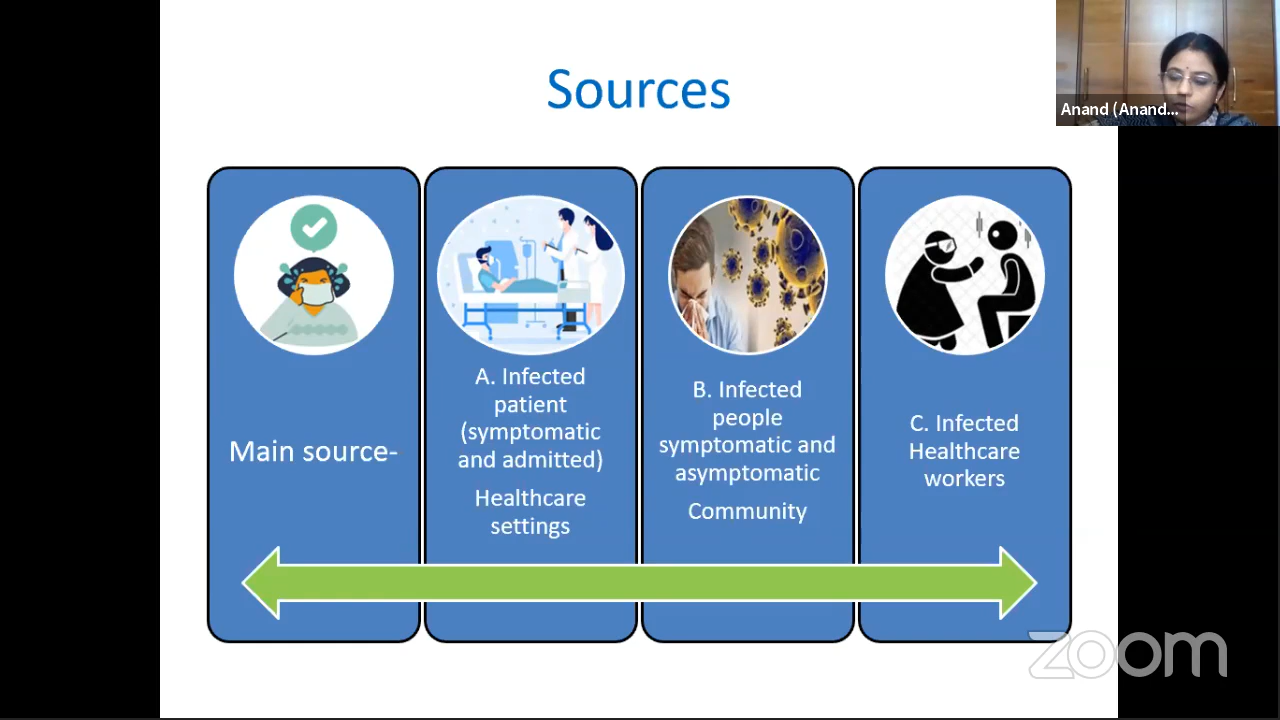 Sources
Anand (Anand...
Main source-
A. Infected
patient
(symptomatic
and admitted)
Healthcare
settings
B. Infected
people
symptomatic and
asymptomatic
Community
C. Infected
Healthcare
workers
zoom